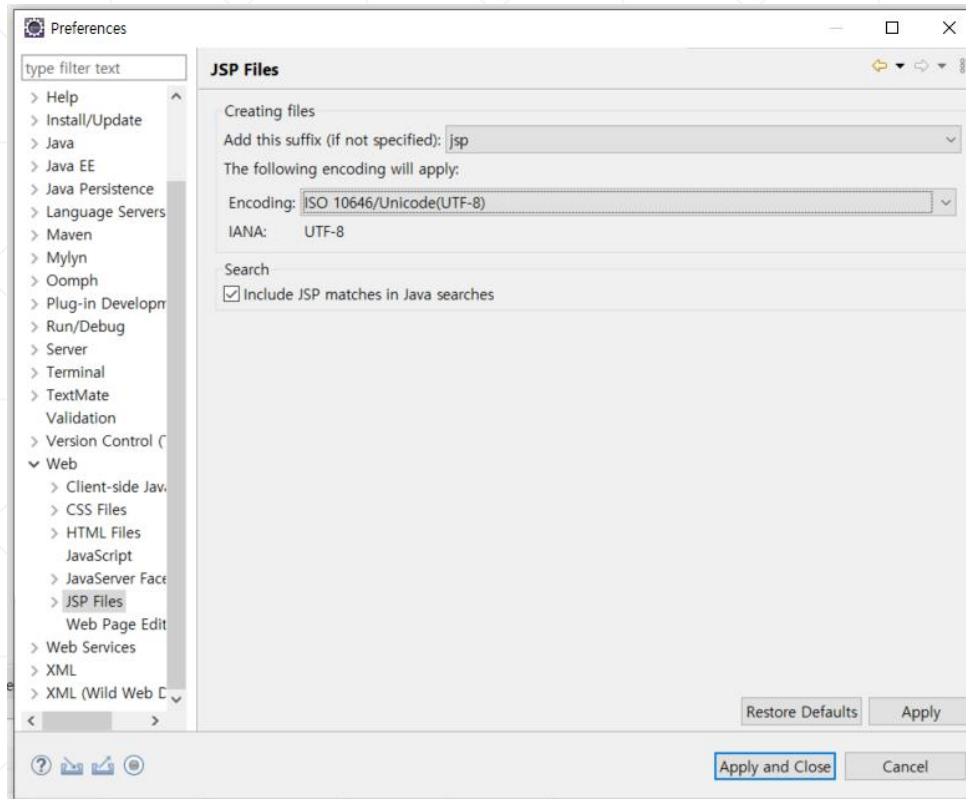 Preferences
type filter text
Help
Install/Update
Java
Java EE
Java Persistence
Language Servers
Maven
Mylyn
Oomph
Plug-in Developm
Run/Debug
Server
Terminal
TextMate
Validation
Version Control (T
Web
Client-side Java
CSS Files
HTML Files
JavaScript
JavaServer Face
JSP Files
Web Page Edit
Web Services
XML
XML (Wild Web D
JSP Files
Creating files
Add this suffix (if not specified): jsp
The following encoding will apply:
Encoding: ISO 10646/Unicode(UTF-8)
IANA: UTF-8
Search
Include JSP matches in Java searches
Restore Defaults Apply
Apply and Close Cancel